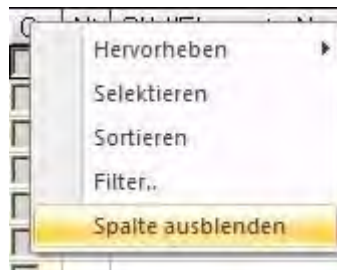 Hervorheben
Selektieren
Sortieren
Filter..
Spalte ausblenden